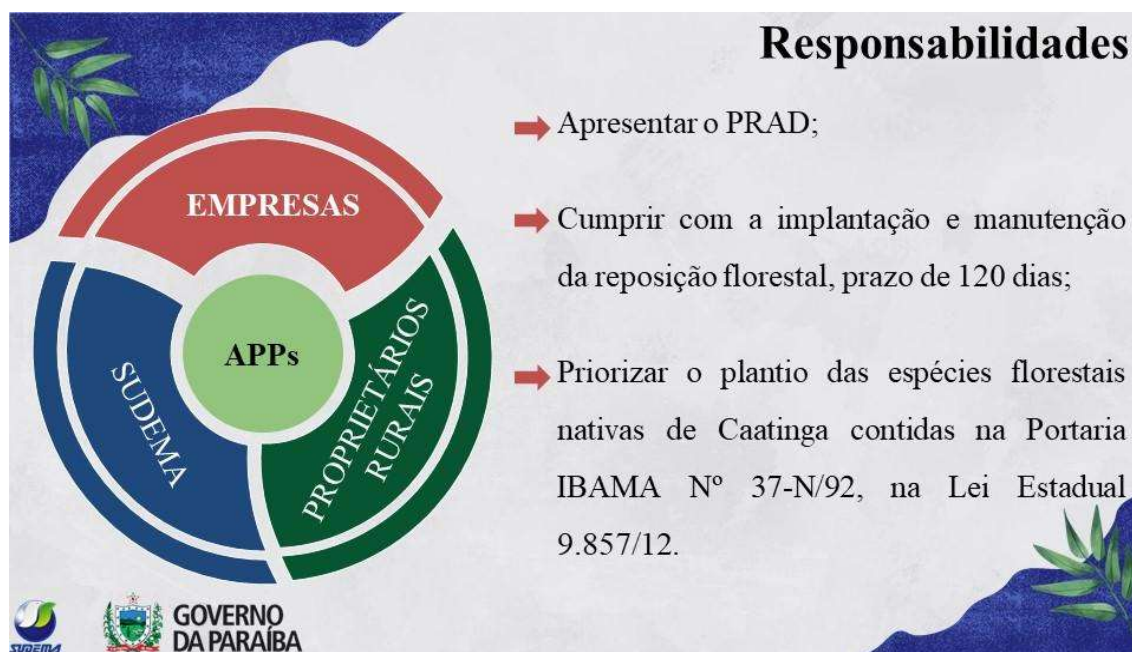 Responsabilidades
EMPRESAS
APPs
SUDEMA
PROPRIETÁRIOS
RURAIS
Apresentar o PRAD;
Cumprir com a implantação e manutenção
da reposição florestal, prazo de 120 dias;
Priorizar o plantio das espécies florestais
nativas de Caatinga contidas na Portaria
IBAMA Nº 37-N/92, na Lei Estadual
9.857/12.
SUDEMA
GOVERNO
DA PARAÍBA